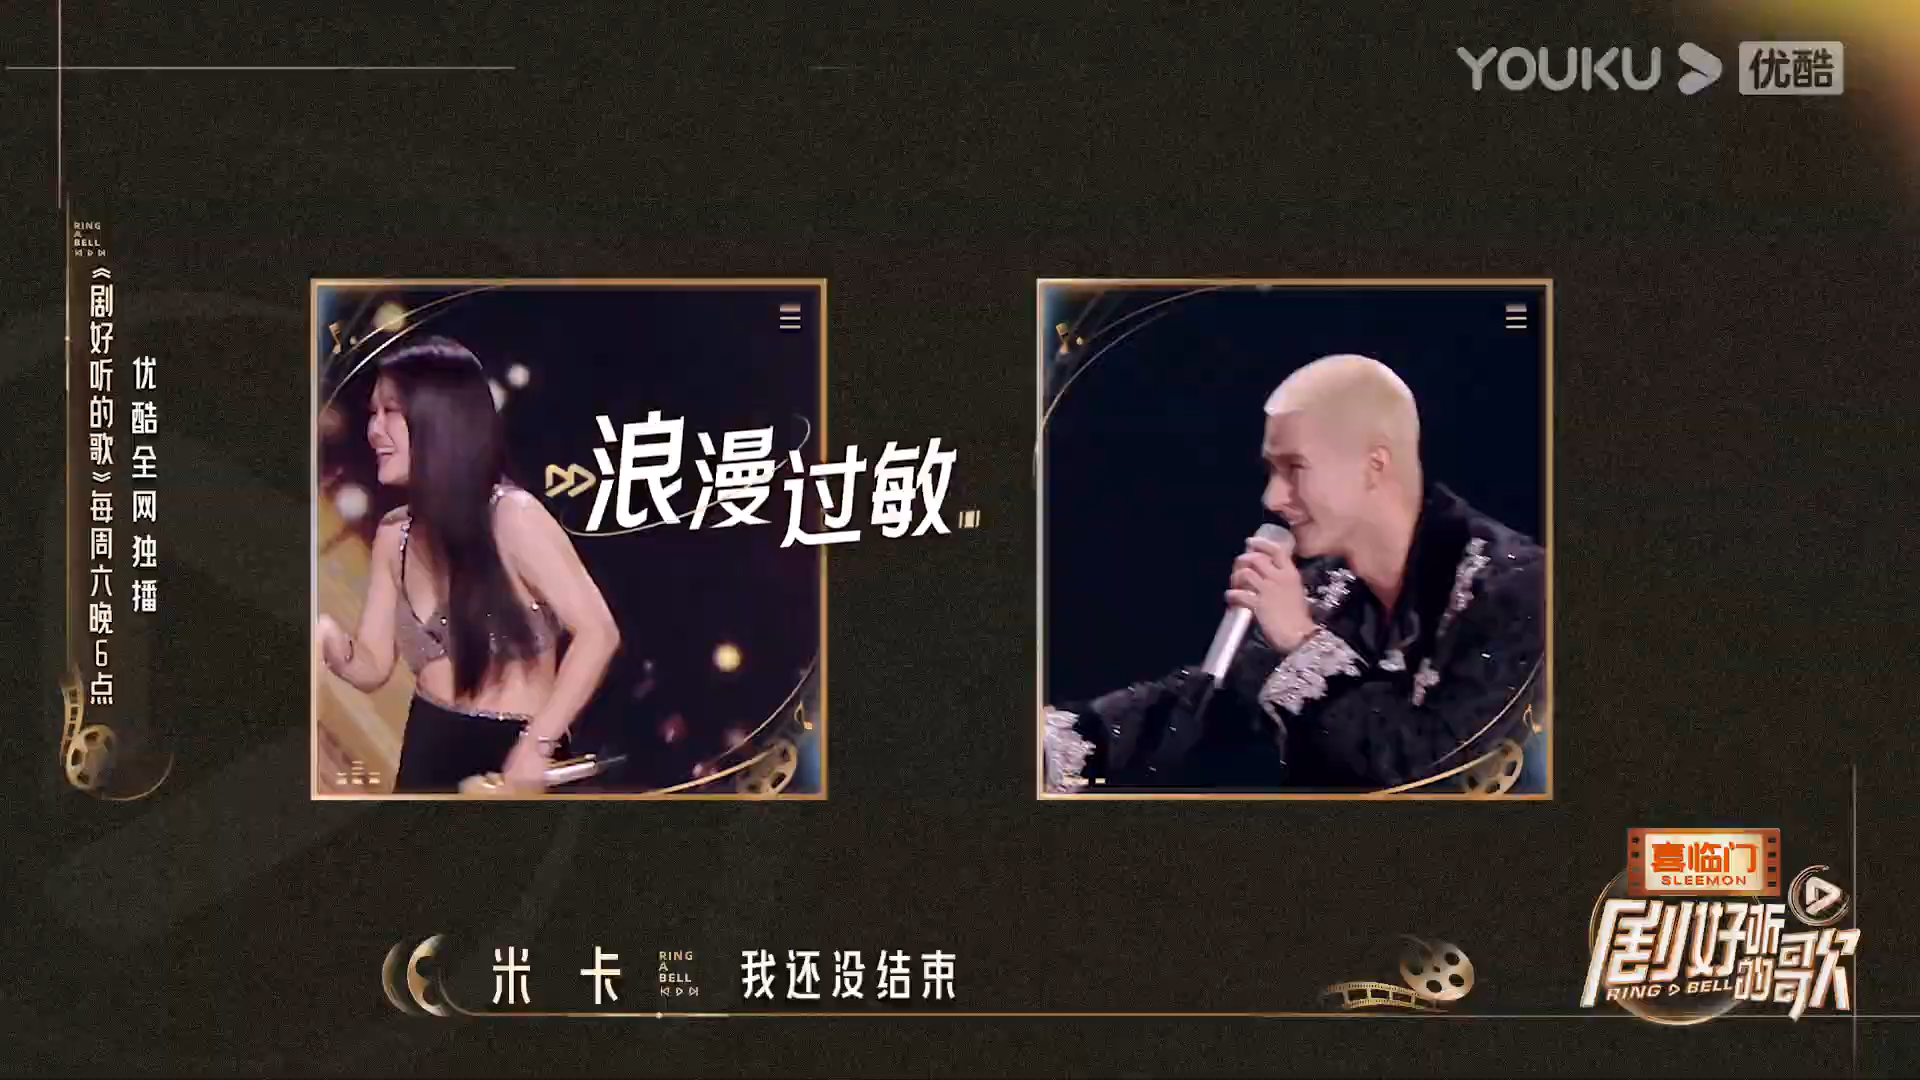 YOUKU 优酷
RING
A
BELL
《剧好听的歌》每周六晚6点
优酷全网独播
浪漫过敏
米卡
RING
A
BELL
我还没结束
喜临门
SLEEMON
剧好听的歌
RING A BELL